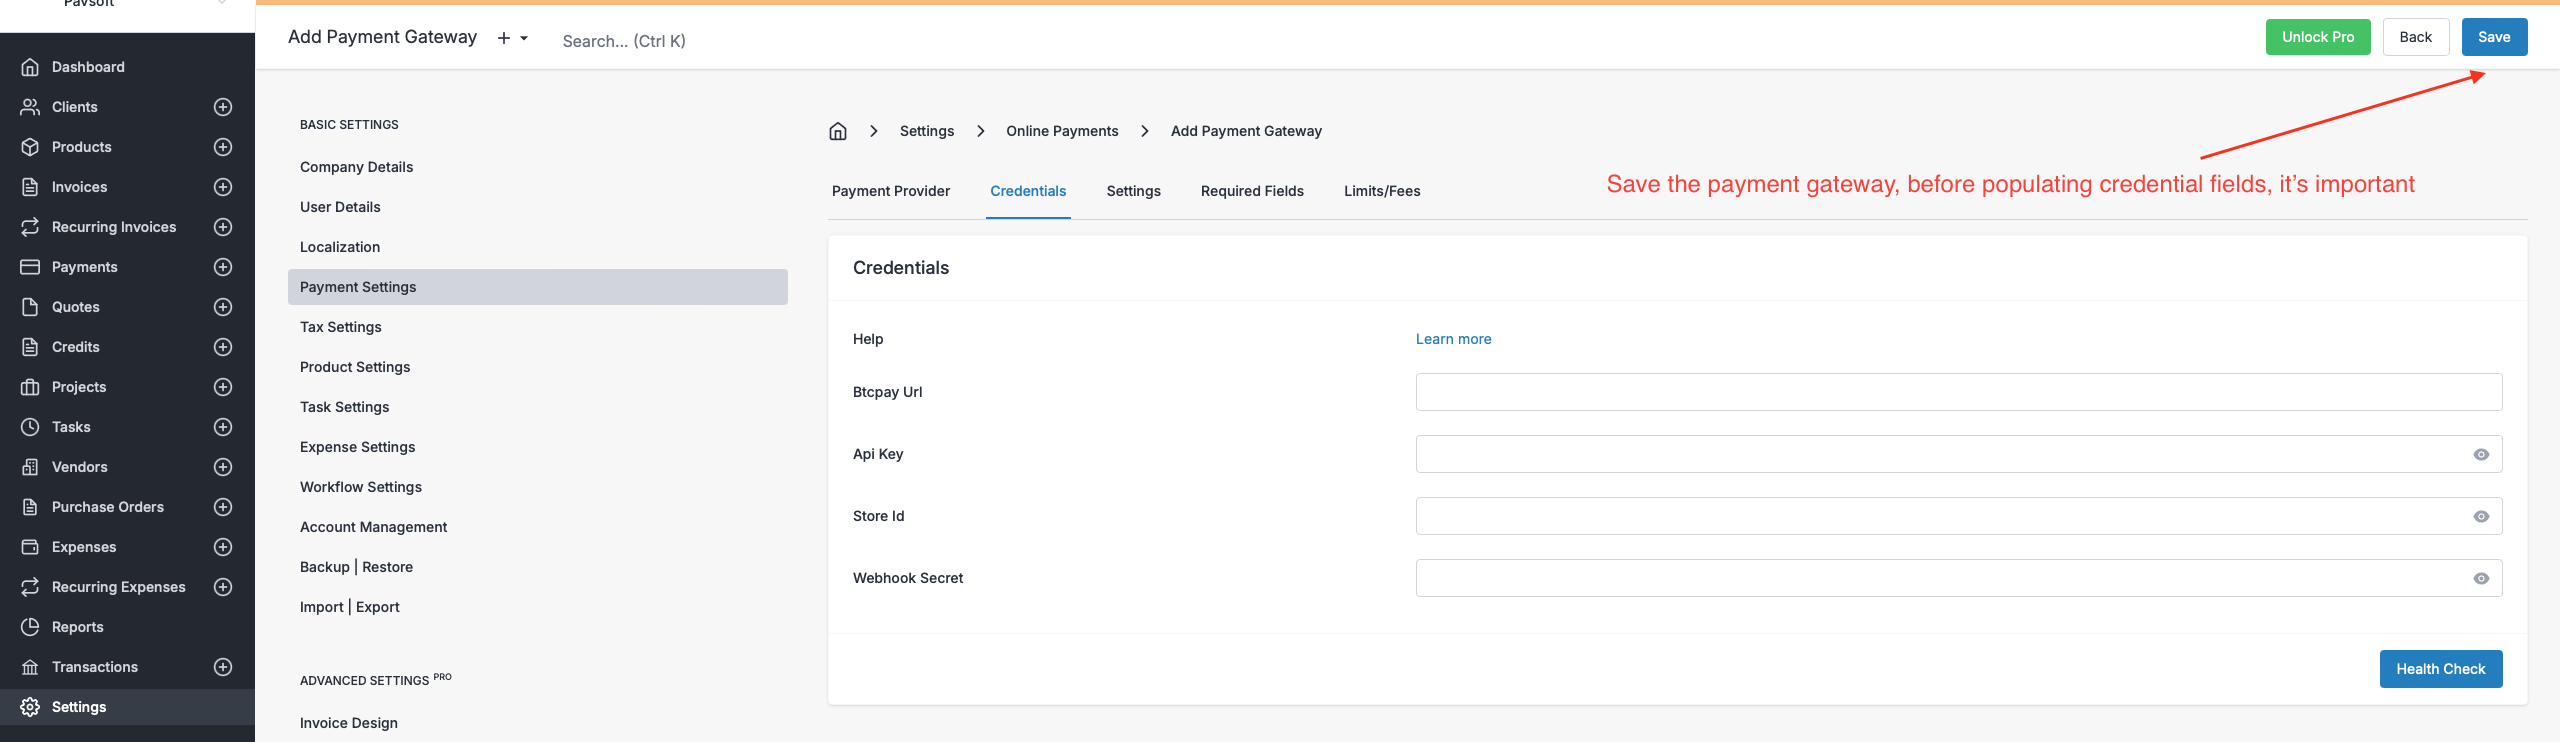 Pavsoft
Dashboard
Clients
Products
Invoices
Recurring Invoices
Payments
Quotes
Credits
Projects
Tasks
Vendors
Purchase Orders
Expenses
Recurring Expenses
Reports
Transactions
Settings
Add Payment Gateway
Search... (Ctrl K)
Unlock Pro
Back
Save
BASIC SETTINGS
Company Details
User Details
Localization
Payment Settings
Tax Settings
Product Settings
Task Settings
Expense Settings
Workflow Settings
Account Management
Backup | Restore
Import | Export
ADVANCED SETTINGS PRO
Invoice Design
Settings > Online Payments > Add Payment Gateway
Payment Provider Credentials Settings Required Fields Limits/Fees
Save the payment gateway, before populating credential fields, it's important
Credentials
Help Learn more
Btcpay Url
Api Key
Store Id
Webhook Secret
Health Check